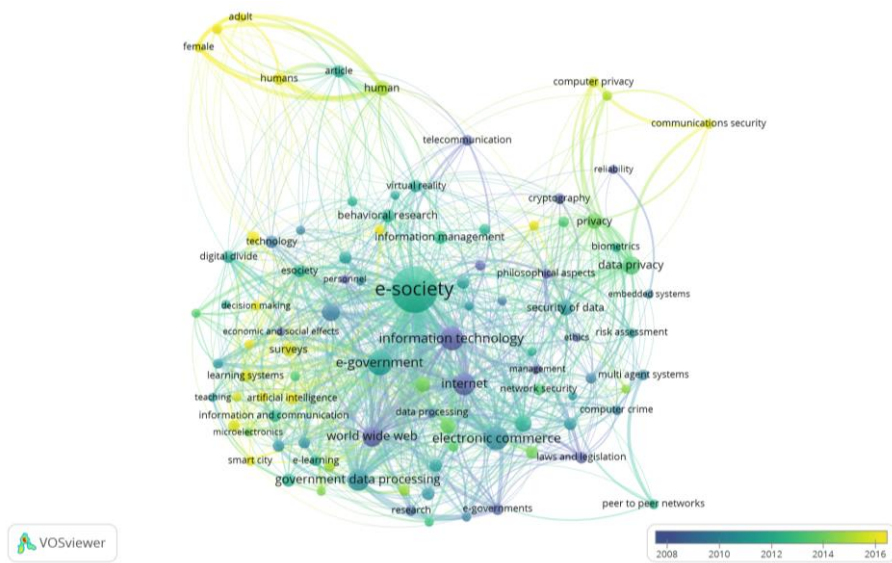 adult
female
article
humans
human
computer privacy
communications security
telecommunication
reliability
virtual reality
cryptography
behavioral research
privacy
technology
information management
biometrics
digital divide
data privacy
esociety
personnel
philosophical aspects
e-society
embedded systems
decision making
security of data
economic and social effects
information technology
ethics
risk assessment
surveys
e-government
management
learning systems
internet
network security
multi agent systems
teaching
artificial intelligence
information and communication
data processing
computer crime
microelectronics
world wide web
electronic commerce
smart city
e-learning
laws and legislation
government data processing
research
e-governments
peer to peer networks
VOSviewer
2008 2010 2012 2014 2016